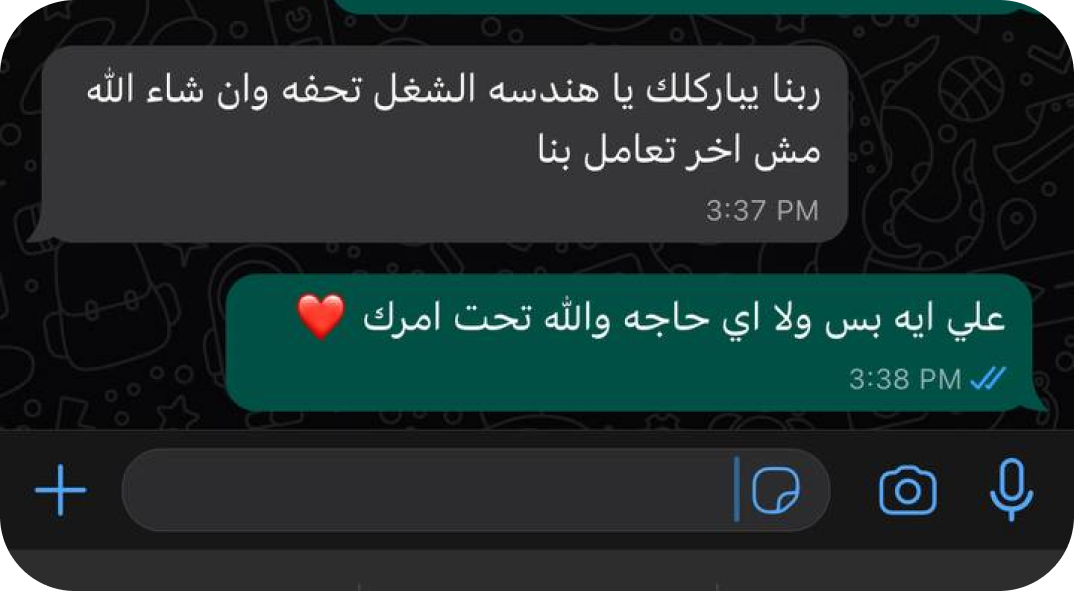 ربنا يباركلك يا هندسه الشغل تحفه وان شاء الله
مش اخر تعامل بنا
3:37 PM
علي ايه بس ولا اي حاجه والله تحت امرك ❤️
3:38 PM